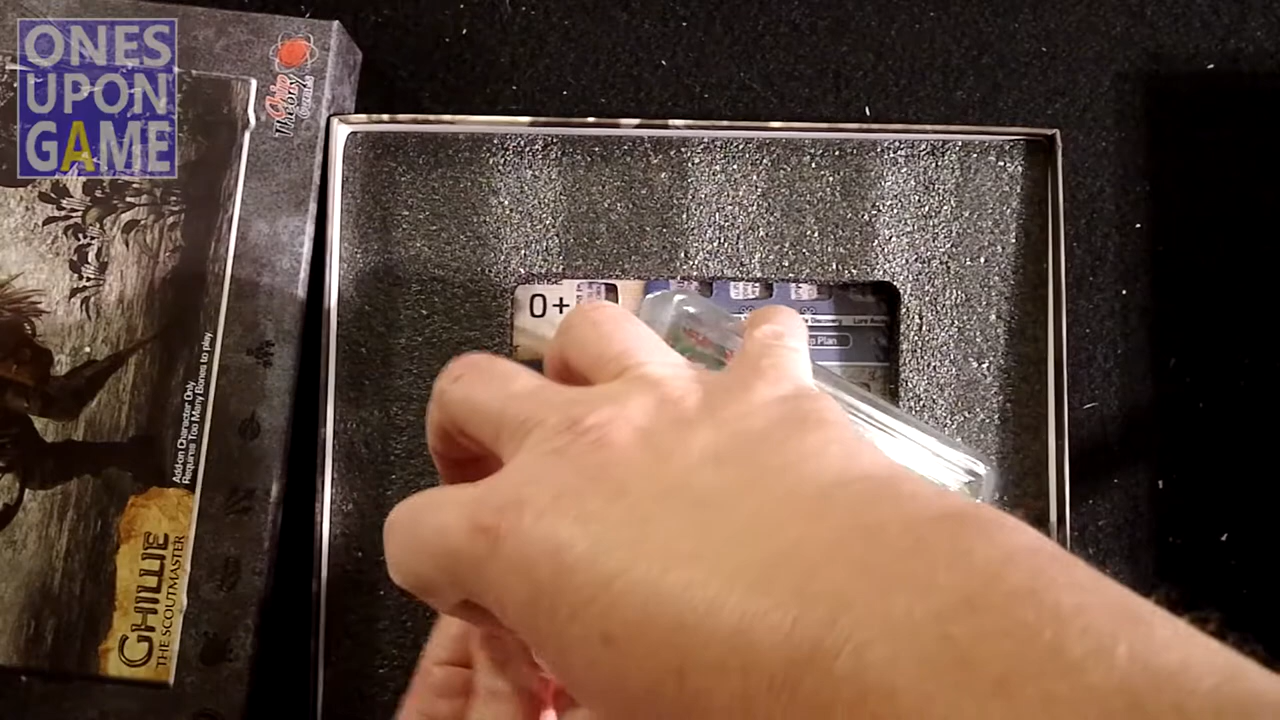 ONES
UPON
GAME
Chip
Theory
Games
Add-on Character Only
Requires Too Many Bones to play
GHILLIE
THE SCOUTMASTER
0+
Discovery
Plan